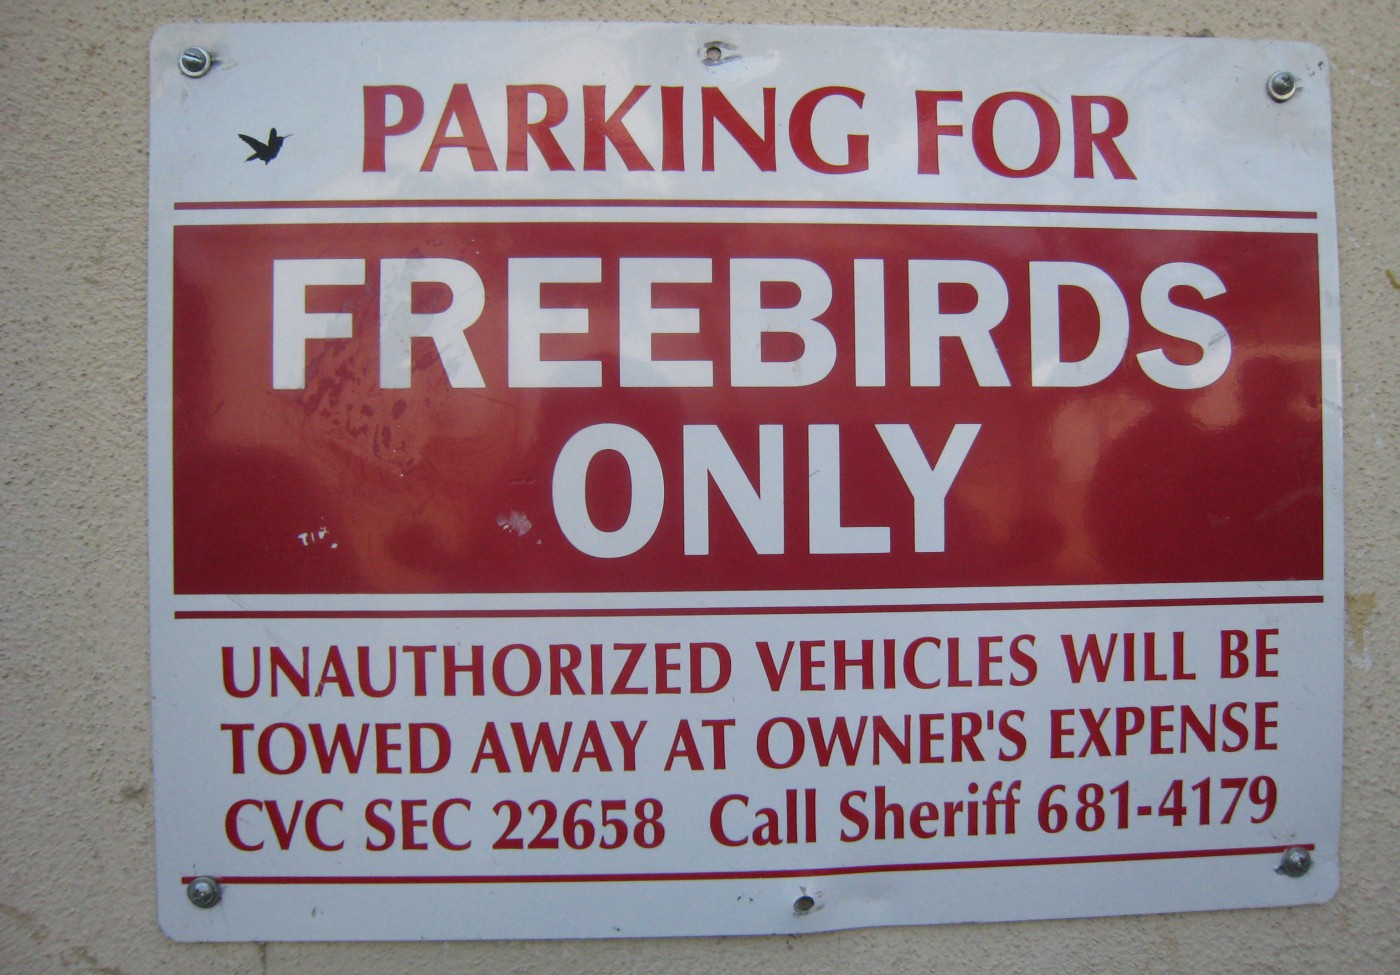 PARKING FOR
FREEBIRDS
ONLY
UNAUTHORIZED VEHICLES WILL BE
TOWED AWAY AT OWNER'S EXPENSE
CVC SEC 22658 Call Sheriff 681-4179